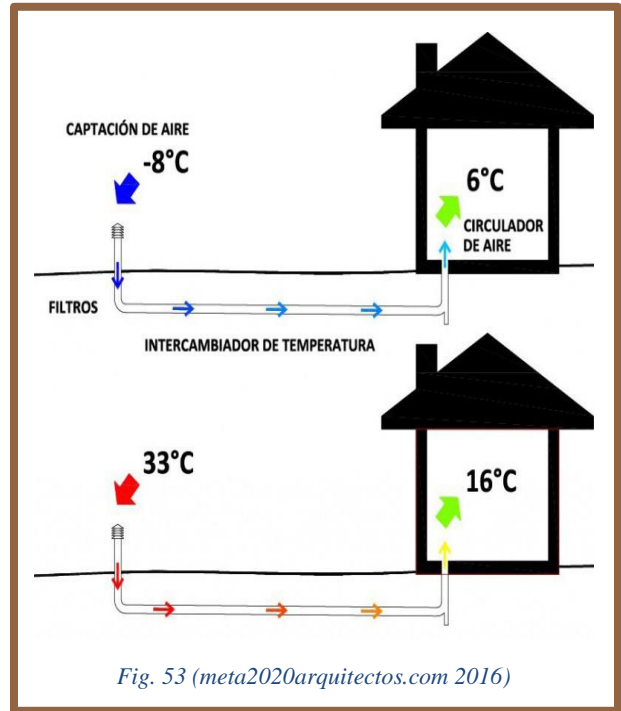 CAPTACIÓN DE AIRE
-8°C
6°C
CIRCULADOR
DE AIRE
FILTROS
INTERCAMBIADOR DE TEMPERATURA
33°C
16°C
Fig. 53 (meta2020arquitectos.com 2016)